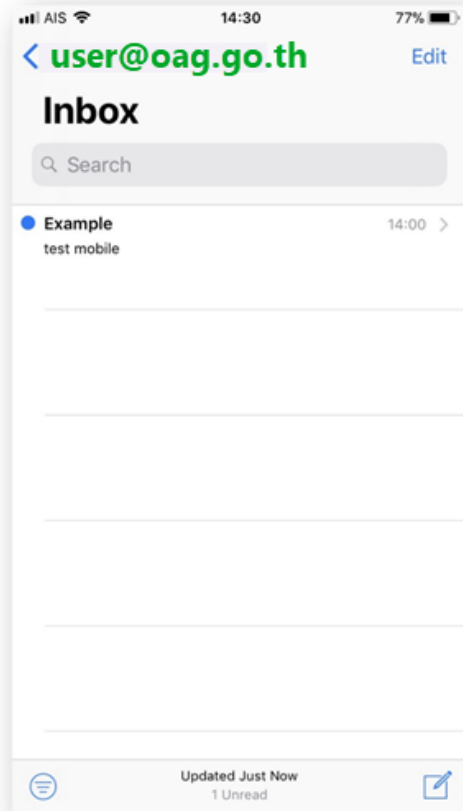 AIS 14:30 77%
user@oag.go.th Edit
Inbox
Search
Example 14:00
test mobile
Updated Just Now
1 Unread